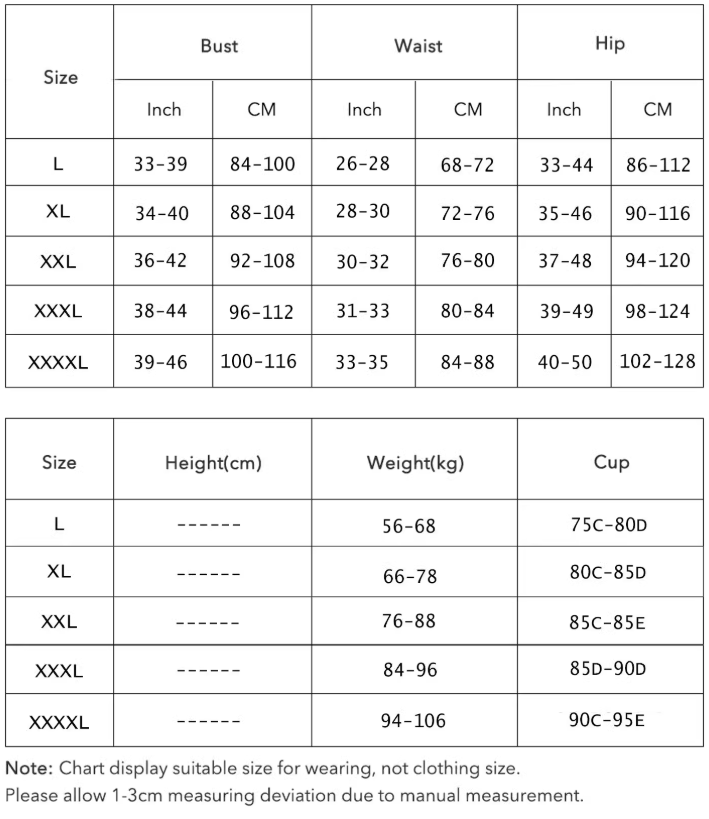 Size Bust Waist Hip
Inch CM Inch CM Inch CM
L 33-39 84-100 26-28 68-72 33-44 86-112
XL 34-40 88-104 28-30 72-76 35-46 90-116
XXL 36-42 92-108 30-32 76-80 37-48 94-120
XXXL 38-44 96-112 31-33 80-84 39-49 98-124
XXXXL 39-46 100-116 33-35 84-88 40-50 102-128
Size Height(cm) Weight(kg) Cup
L ------ 56-68 75C-80D
XL ------ 66-78 80C-85D
XXL ------ 76-88 85C-85E
XXXL ------ 84-96 85D-90D
XXXXL ------ 94-106 90C-95E
Note: Chart display suitable size for wearing, not clothing size.
Please allow 1-3cm measuring deviation due to manual measurement.